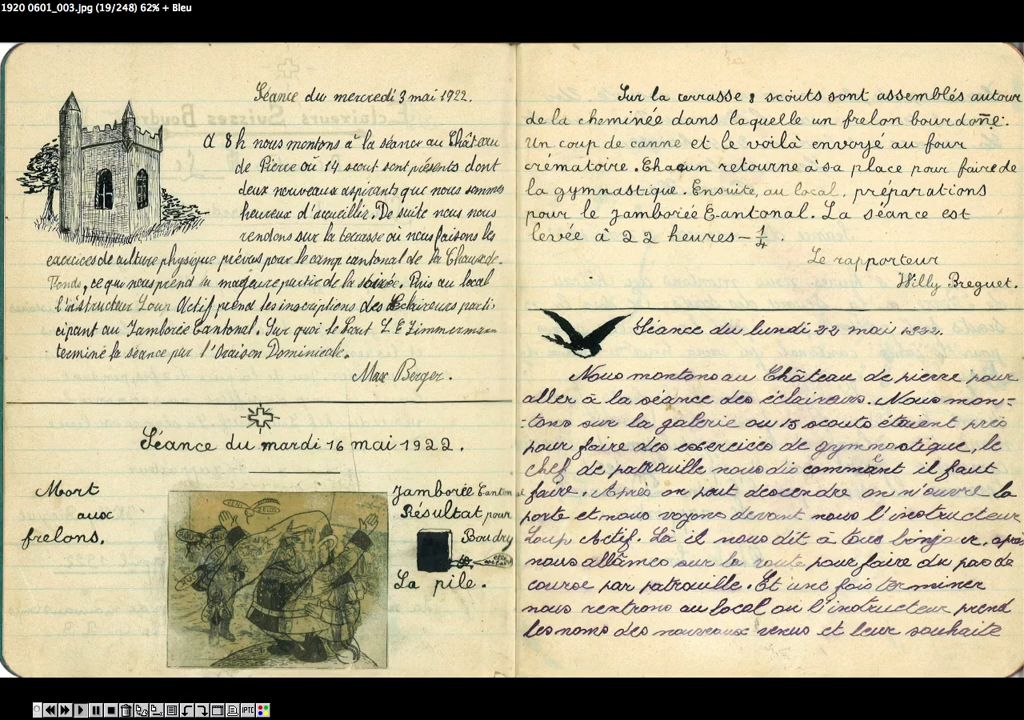 1920 0601_003.jpg (19/248) 62% + Bleu
Séance du mercredi 3 mai 1922.
A 8h nous montons à la séance au Château
de Pierre où 14 scout sont présents dont
deux nouveaux aspirants que nous sommes
heureux d'accueillir. De suite nous nous
rendons sur la terrasse où nous faisons les
exercices de culture physique prévus pour le camp cantonal de la Chaux-de-
Fonds, ce que nous prend la majeure partie de la soirée. Puis au local
l'instructeur Loup Actif prend les inscriptions des Eclaireurs parti-
cipant au Jamborée Cantonal. Sur quoi le Scout L E Zimmermann
termine la séance par l'Oraison Dominicale.
Max Berger.
Séance du mardi 16 mai 1922.
Mort
aux
frelons.
Jamborée Cantonal
Résultat pour
Boudry
La pile.
Sur la terrasse 8 scouts sont assemblés autour
de la cheminée dans laquelle un frelon bourdone.
Un coup de canne et le voilà envoyé au four
crématoire. Chaqun retourne à sa place pour faire de
la gymnastique. Ensuite, au local, préparations
pour le jamborée Cantonal. La séance est
levée à 22 heures – 1/4.
Le rapporteur
Willy Breguet.
Séance du lundi 22 mai 1922.
Nous montons au Château de pierre pour
aller à la séance des éclaireurs. Nous mon-
-tons sur la galerie ou 15 scouts étaient près
pour faire des exercices de gymnastique, le
chef de patrouille nous dis comment il faut
faire. Après on peut descendre on n'ouvre la
porte et nous voyons devant nous l'instructeur
Loup Actif. Là il nous dit à tous bonjour, après
nous allâmes sur la route pour faire du pas de
course par patrouille. Et une fois terminer
nous rentrons au local ou l'instructeur prend
les noms des nouveaux venus et leur souhaite
IPTC